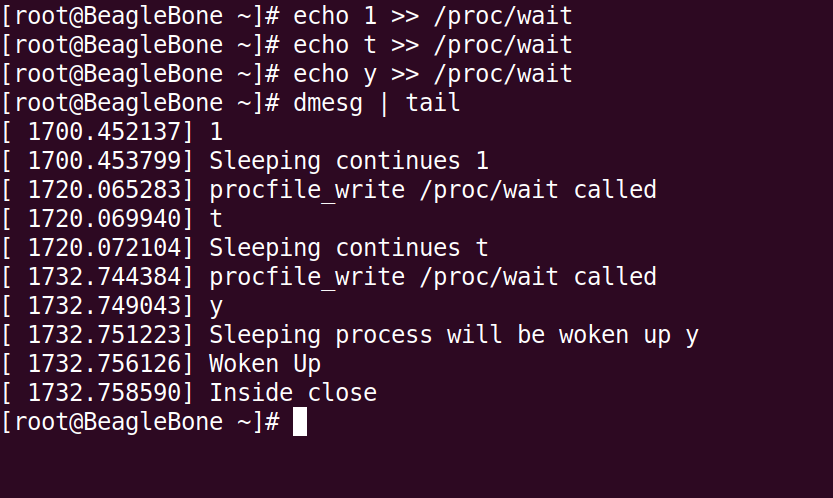 [root@BeagleBone ~]# echo 1 >> /proc/wait
[root@BeagleBone ~]# echo t >> /proc/wait
[root@BeagleBone ~]# echo y >> /proc/wait
[root@BeagleBone ~]# dmesg | tail
[ 1700.452137] 1
[ 1700.453799] Sleeping continues 1
[ 1720.065283] procfile_write /proc/wait called
[ 1720.069940] t
[ 1720.072104] Sleeping continues t
[ 1732.744384] procfile_write /proc/wait called
[ 1732.749043] y
[ 1732.751223] Sleeping process will be woken up y
[ 1732.756126] Woken Up
[ 1732.758590] Inside close
[root@BeagleBone ~]#